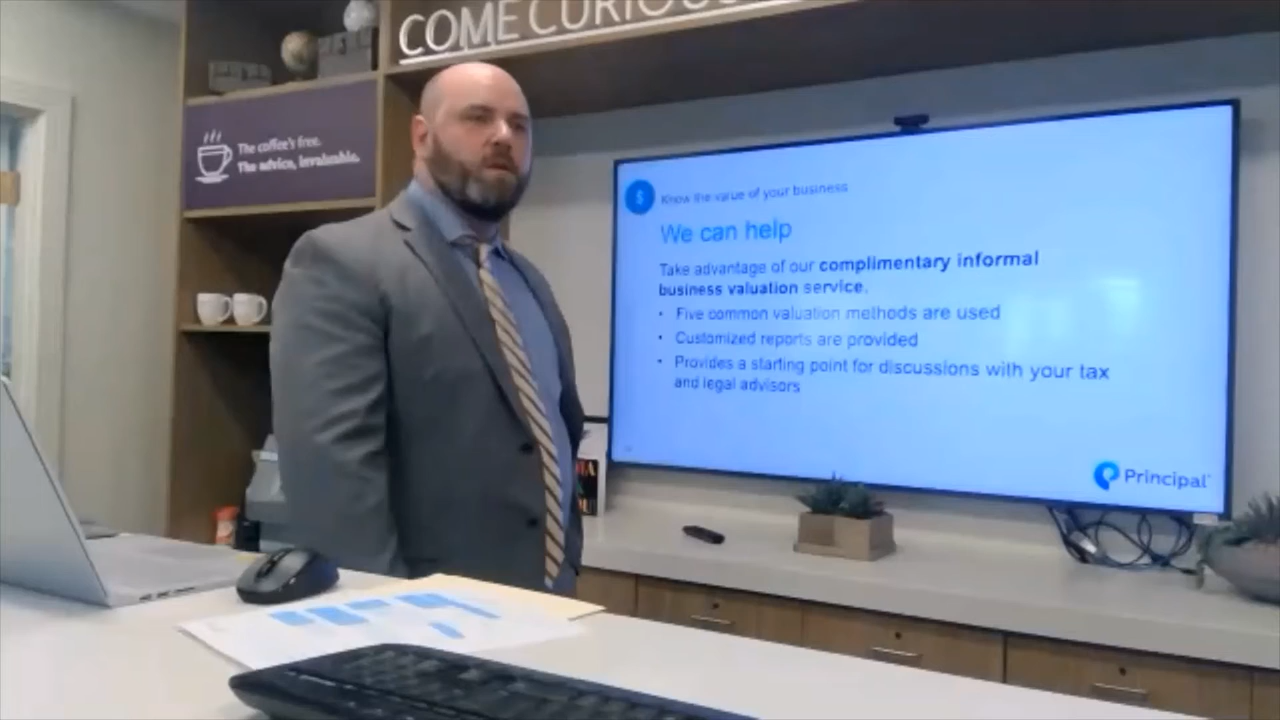 COME CURIOUS
The coffee's free.
The advice, invaluable.
$ Know the value of your business
We can help
Take advantage of our complimentary informal
business valuation service.
• Five common valuation methods are used
• Customized reports are provided
• Provides a starting point for discussions with your tax
and legal advisors
Principal